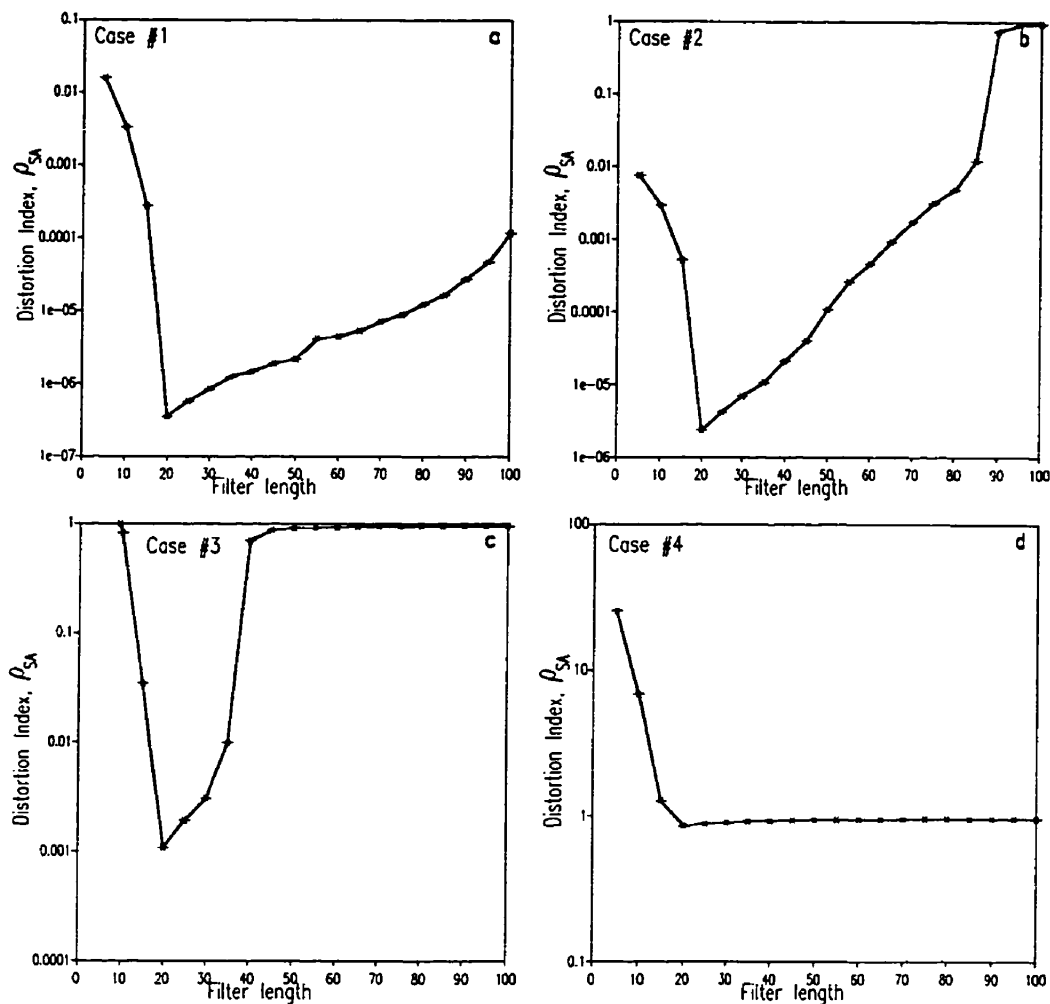 Case #1
a
0.1
0.01
0.001
0.0001
1e-05
1e-06
1e-07
Distortion Index, ρSA
0 10 20 30 40 50 60 70 80 90 100
Filter length
Case #2
b
1
0.1
0.01
0.001
0.0001
1e-05
1e-06
Distortion Index, ρSA
0 10 20 30 40 50 60 70 80 90 100
Filter length
Case #3
c
1
0.1
0.01
0.001
0.0001
Distortion Index, ρSA
0 10 20 30 40 50 60 70 80 90 100
Filter length
Case #4
d
100
10
1
0.1
Distortion Index, ρSA
0 10 20 30 40 50 60 70 80 90 100
Filter length